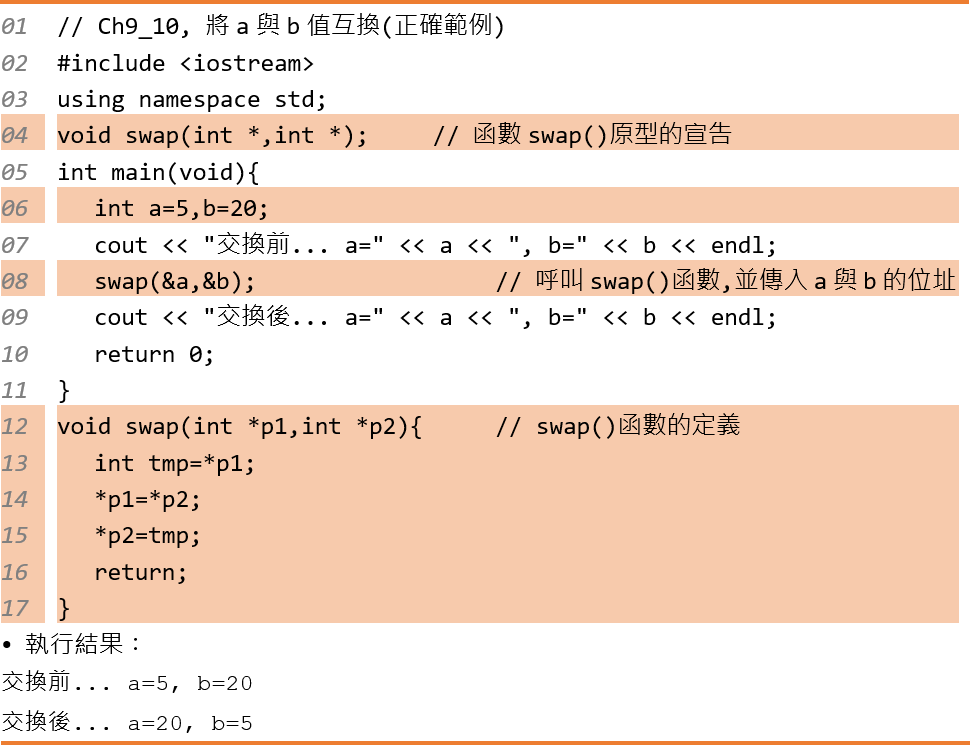 01 // Ch9_10, 將 a 與 b 值互換(正確範例)
02 #include <iostream>
03 using namespace std;
04 void swap(int *,int *); // 函數 swap()原型的宣告
05 int main(void){
06 int a=5,b=20;
07 cout << "交換前... a=" << a << ", b=" << b << endl;
08 swap(&a,&b); // 呼叫 swap()函數,並傳入 a 與 b 的位址
09 cout << "交換後... a=" << a << ", b=" << b << endl;
10 return 0;
11 }
12 void swap(int *p1,int *p2){ // swap()函數的定義
13 int tmp=*p1;
14 *p1=*p2;
15 *p2=tmp;
16 return;
17 }
• 執行結果：
交換前... a=5, b=20
交換後... a=20, b=5